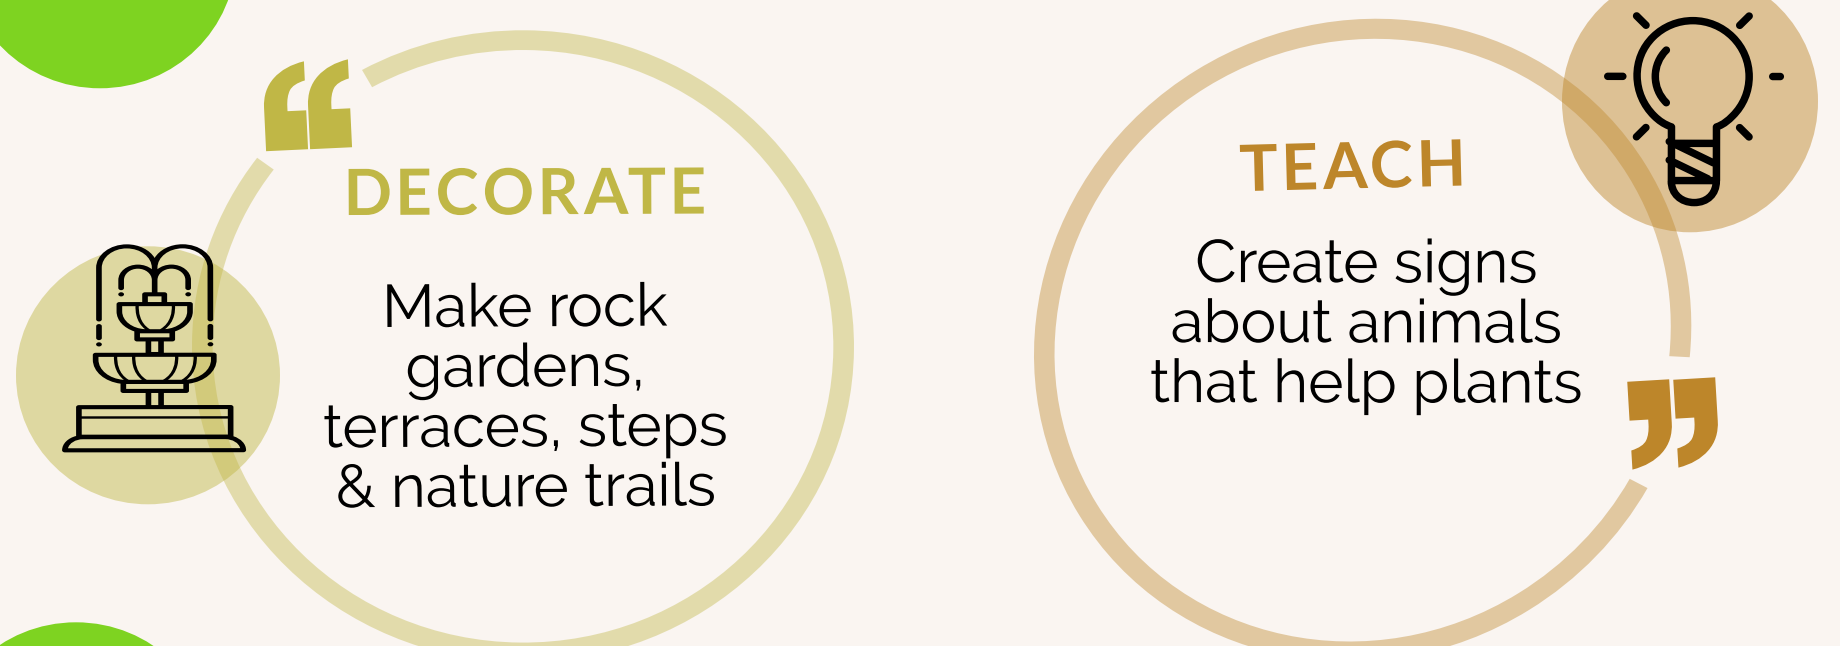 DECORATE
Make rock
gardens,
terraces, steps
& nature trails
TEACH
Create signs
about animals
that help plants